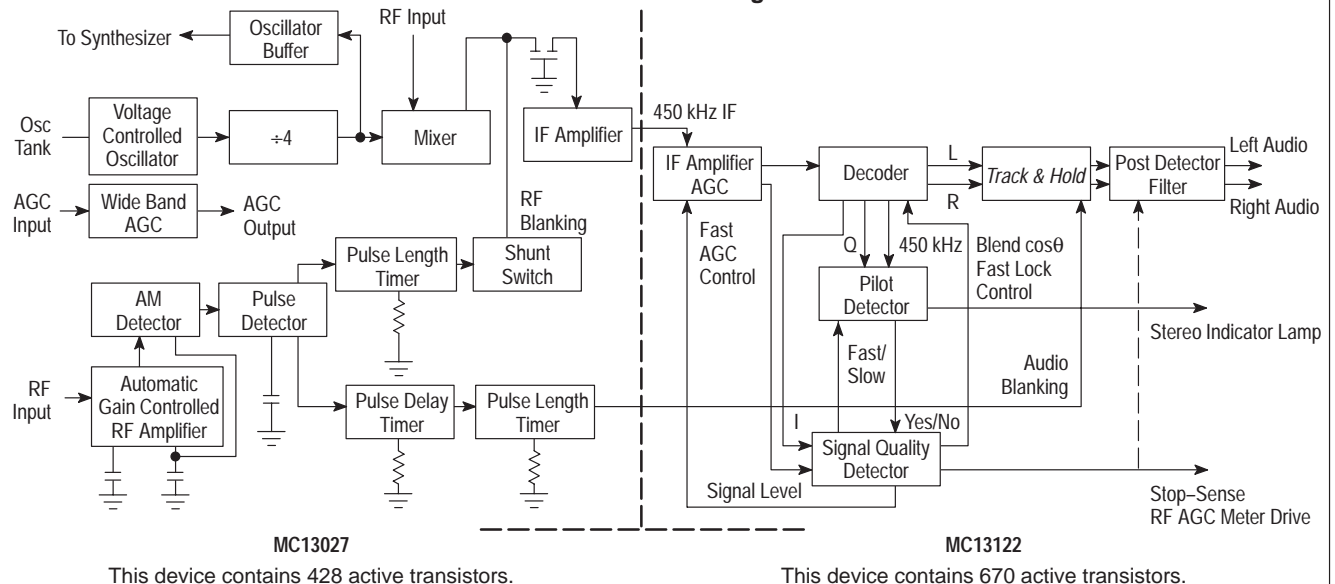 To Synthesizer
Oscillator
Buffer
RF Input
Osc
Tank
Voltage
Controlled
Oscillator
÷4
Mixer
IF Amplifier
AGC
Input
Wide Band
AGC
AGC
Output
RF
Blanking
Pulse Length
Timer
Shunt
Switch
AM
Detector
Pulse
Detector
RF
Input
Automatic
Gain Controlled
RF Amplifier
Pulse Delay
Timer
Pulse Length
Timer
450 kHz IF
IF Amplifier
AGC
Decoder
L
R
Track & Hold
Post Detector
Filter
Left Audio
Right Audio
Fast
AGC
Control
Q
450 kHz
Blend cosθ
Fast Lock
Control
Pilot
Detector
Stereo Indicator Lamp
Fast/
Slow
Audio
Blanking
I
Yes/No
Signal Quality
Detector
Signal Level
Stop–Sense
RF AGC Meter Drive
MC13027
This device contains 428 active transistors.
MC13122
This device contains 670 active transistors.